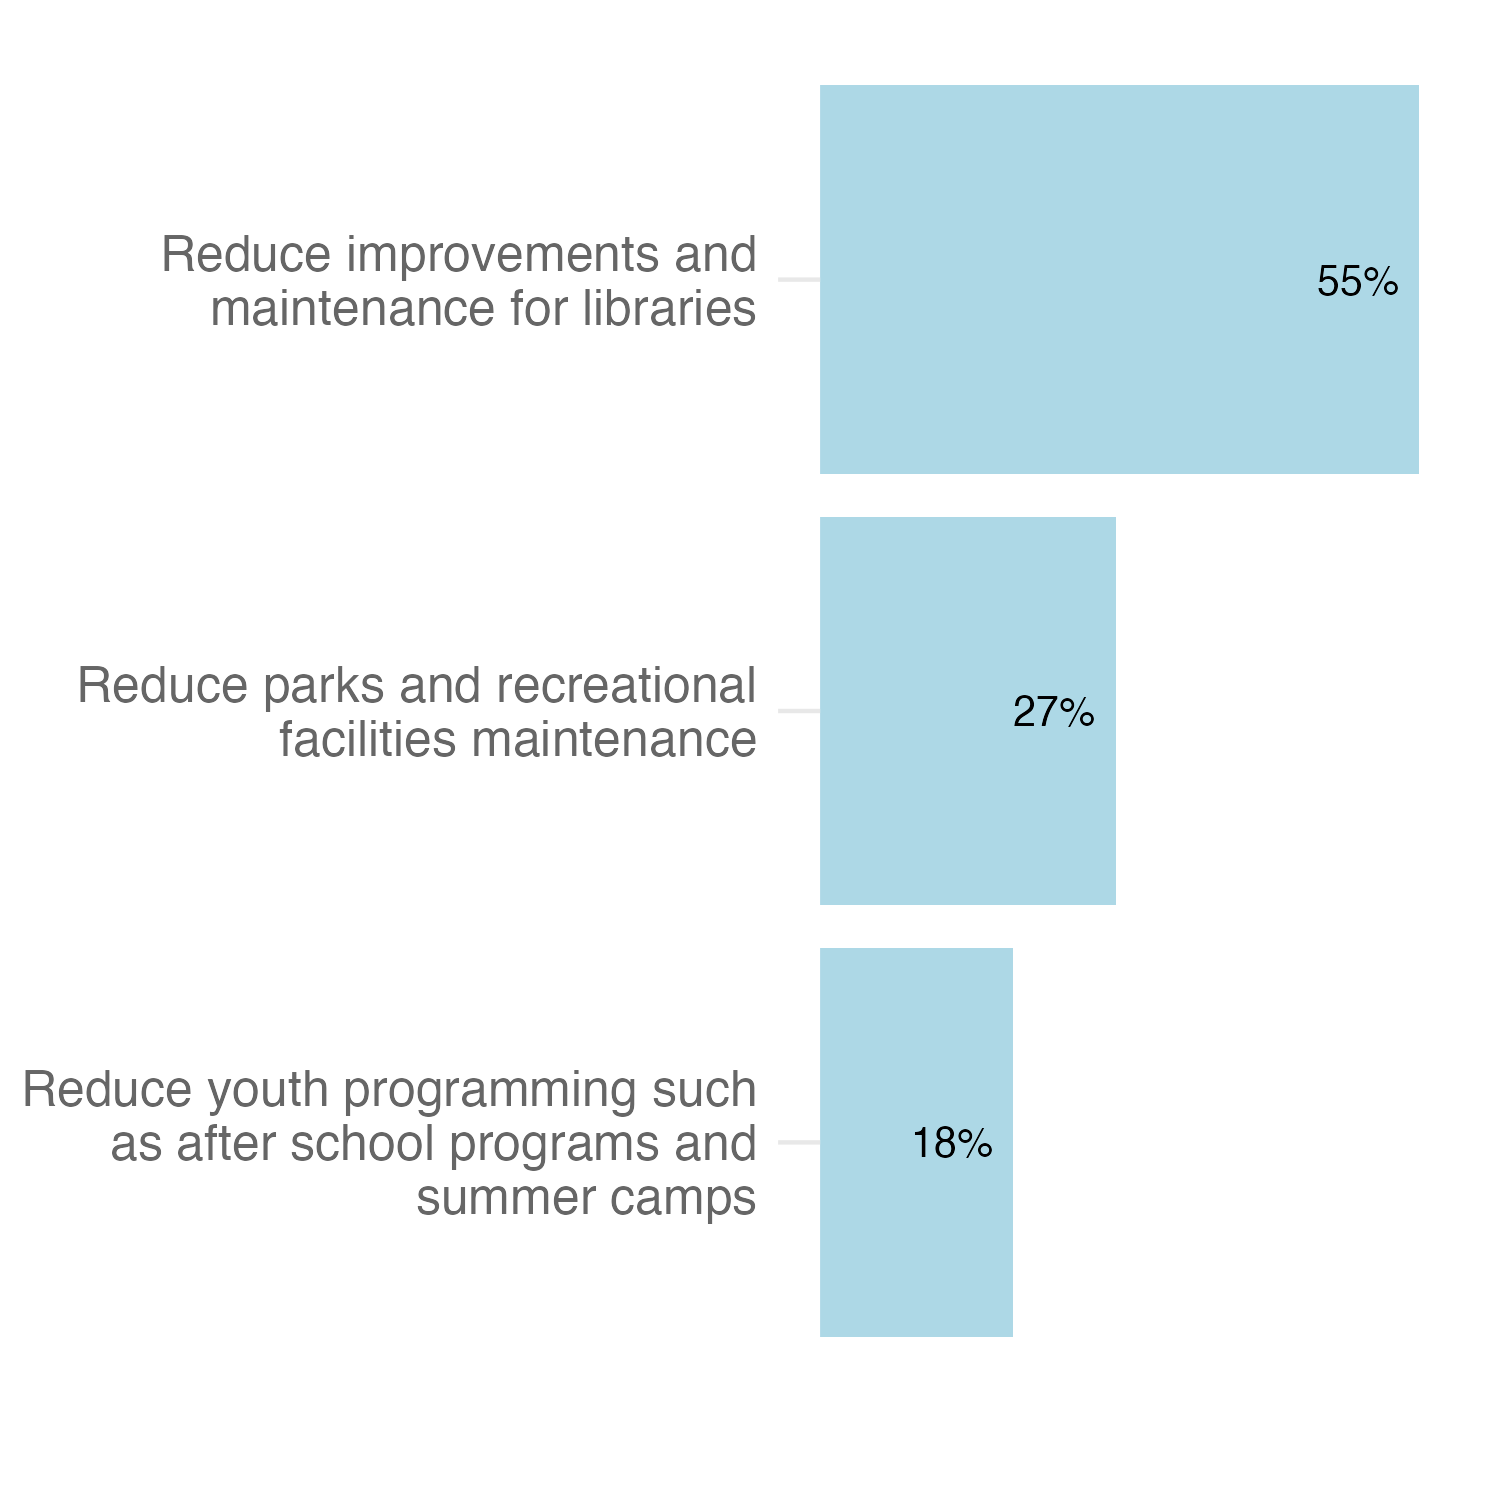 Reduce improvements and
maintenance for libraries
55%
Reduce parks and recreational
facilities maintenance
27%
Reduce youth programming such
as after school programs and
summer camps
18%